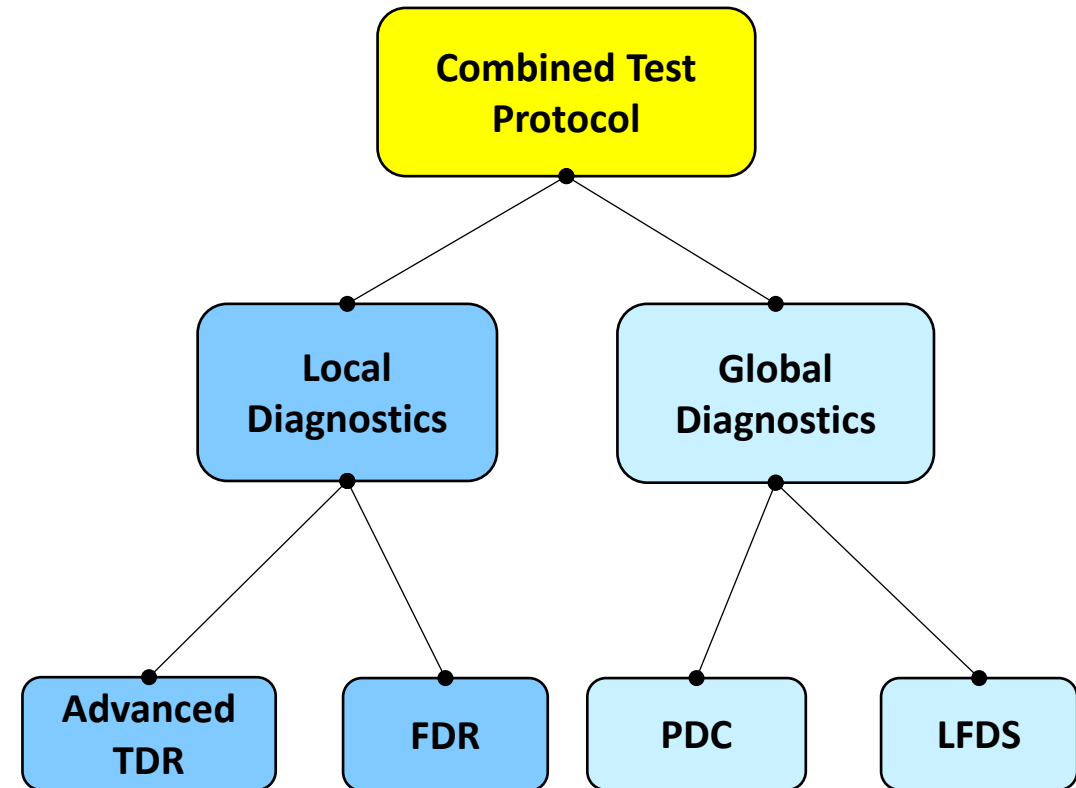 Combined Test
Protocol
Local
Diagnostics
Global
Diagnostics
Advanced
TDR
FDR
PDC
LFDS